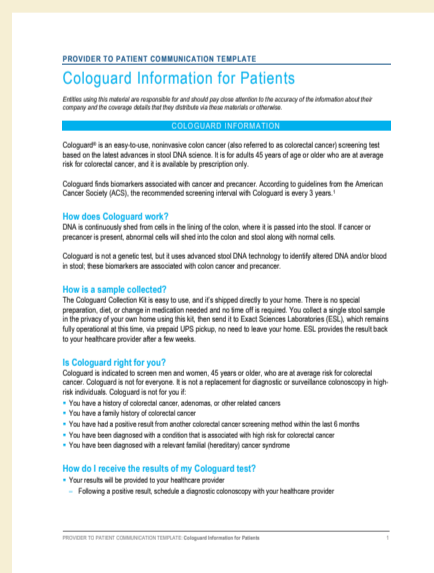 PROVIDER TO PATIENT COMMUNICATION TEMPLATE
Cologuard Information for Patients
Entities using this material are responsible for and should pay close attention to the accuracy of the information about their
company and the coverage details that they distribute via these materials or otherwise.
COLOGUARD INFORMATION
Cologuard® is an easy-to-use, noninvasive colon cancer (also referred to as colorectal cancer) screening test
based on the latest advances in stool DNA science. It is for adults 45 years of age or older who are at average
risk for colorectal cancer, and it is available by prescription only.
Cologuard finds biomarkers associated with cancer and precancer. According to guidelines from the American
Cancer Society (ACS), the recommended screening interval with Cologuard is every 3 years.¹
How does Cologuard work?
DNA is continuously shed from cells in the lining of the colon, where it is passed into the stool. If cancer or
precancer is present, abnormal cells will shed into the colon and stool along with normal cells.
Cologuard is not a genetic test, but it uses advanced stool DNA technology to identify altered DNA and/or blood
in stool; these biomarkers are associated with colon cancer and precancer.
How is a sample collected?
The Cologuard Collection Kit is easy to use, and it's shipped directly to your home. There is no special
preparation, diet, or change in medication needed and no time off is required. You collect a single stool sample
in the privacy of your own home using this kit, then send it to Exact Sciences Laboratories (ESL), which remains
fully operational at this time, via prepaid UPS pickup, no need to leave your home. ESL provides the result back
to your healthcare provider after a few weeks.
Is Cologuard right for you?
Cologuard is indicated to screen men and women, 45 years or older, who are at average risk for colorectal
cancer. Cologuard is not for everyone. It is not a replacement for diagnostic or surveillance colonoscopy in high-
risk individuals. Cologuard is not for you if:
▪ You have a history of colorectal cancer, adenomas, or other related cancers
▪ You have a family history of colorectal cancer
▪ You have had a positive result from another colorectal cancer screening method within the last 6 months
▪ You have been diagnosed with a condition that is associated with high risk for colorectal cancer
▪ You have been diagnosed with a relevant familial (hereditary) cancer syndrome
How do I receive the results of my Cologuard test?
▪ Your results will be provided to your healthcare provider
– Following a positive result, schedule a diagnostic colonoscopy with your healthcare provider
PROVIDER TO PATIENT COMMUNICATION TEMPLATE: Cologuard Information for Patients 1